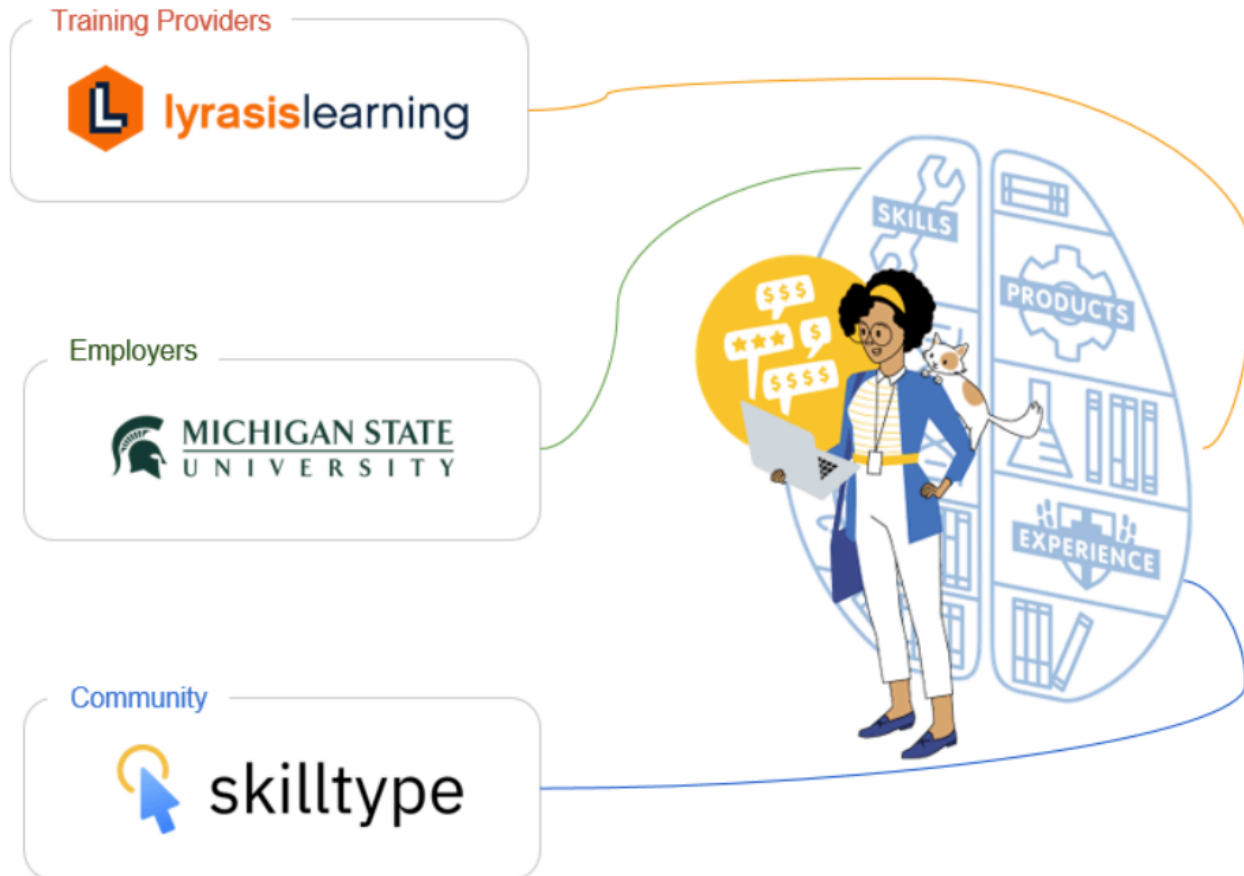 Training Providers
L lyrasislearning
SKILLS
PRODUCTS
$$$
★★★ $
$$$$
Employers
MICHIGAN STATE
UNIVERSITY
EXPERIENCE
Community
skilltype